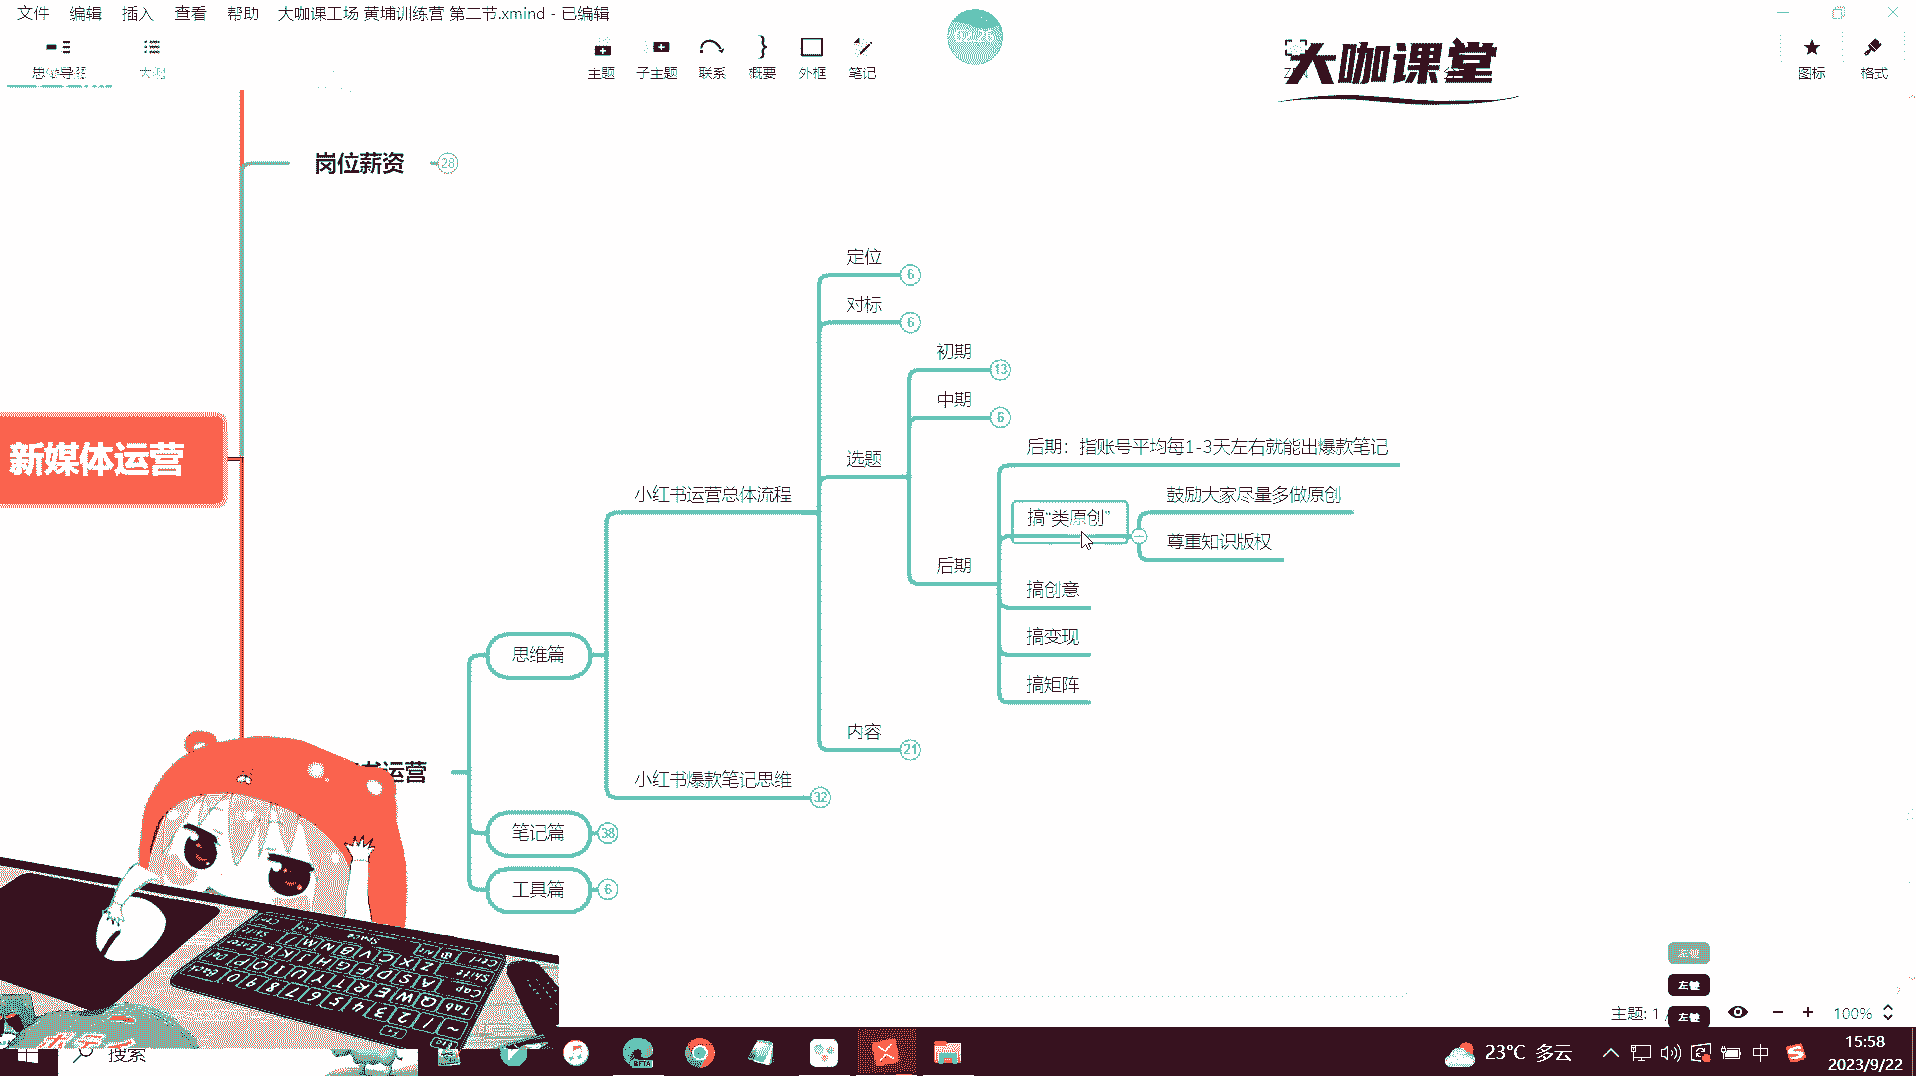 文件 编辑 插入 查看 帮助 大咖课工场 黄埔训练营 第二节.xmind - 已编辑
02:26
思维导图 大纲 主题 子主题 联系 概要 外框 笔记
大咖课堂
图标 格式
岗位薪资 28
定位 6
对标 6
初期 13
中期 6
后期：指账号平均每1-3天左右就能出爆款笔记
选题
新媒体运营
小红书运营总体流程
鼓励大家尽量多做原创
搞“类原创”
尊重知识版权
后期
搞创意
搞变现
思维篇
搞矩阵
内容 21
小红书爆款笔记思维 32
书运营
笔记篇 38
工具篇 6
左键
左键
左键
主题: 1 /
100%
搜索
BETA
23°C 多云
中
15:58
2023/9/22